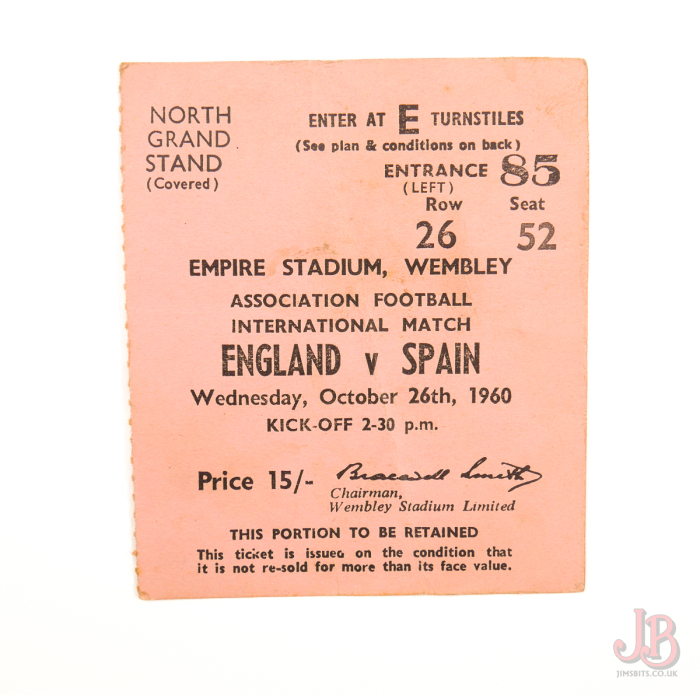 NORTH
GRAND
STAND
(Covered)
ENTER AT E TURNSTILES
(See plan & conditions on back)
ENTRANCE 85
(LEFT)
Row Seat
26 52
EMPIRE STADIUM, WEMBLEY
ASSOCIATION FOOTBALL
INTERNATIONAL MATCH
ENGLAND v SPAIN
Wednesday, October 26th, 1960
KICK-OFF 2-30 p.m.
Price 15/-
Bracewell Smith
Chairman,
Wembley Stadium Limited
THIS PORTION TO BE RETAINED
This ticket is issued on the condition that
it is not re-sold for more than its face value.
JB
JIMSBITS.CO.UK